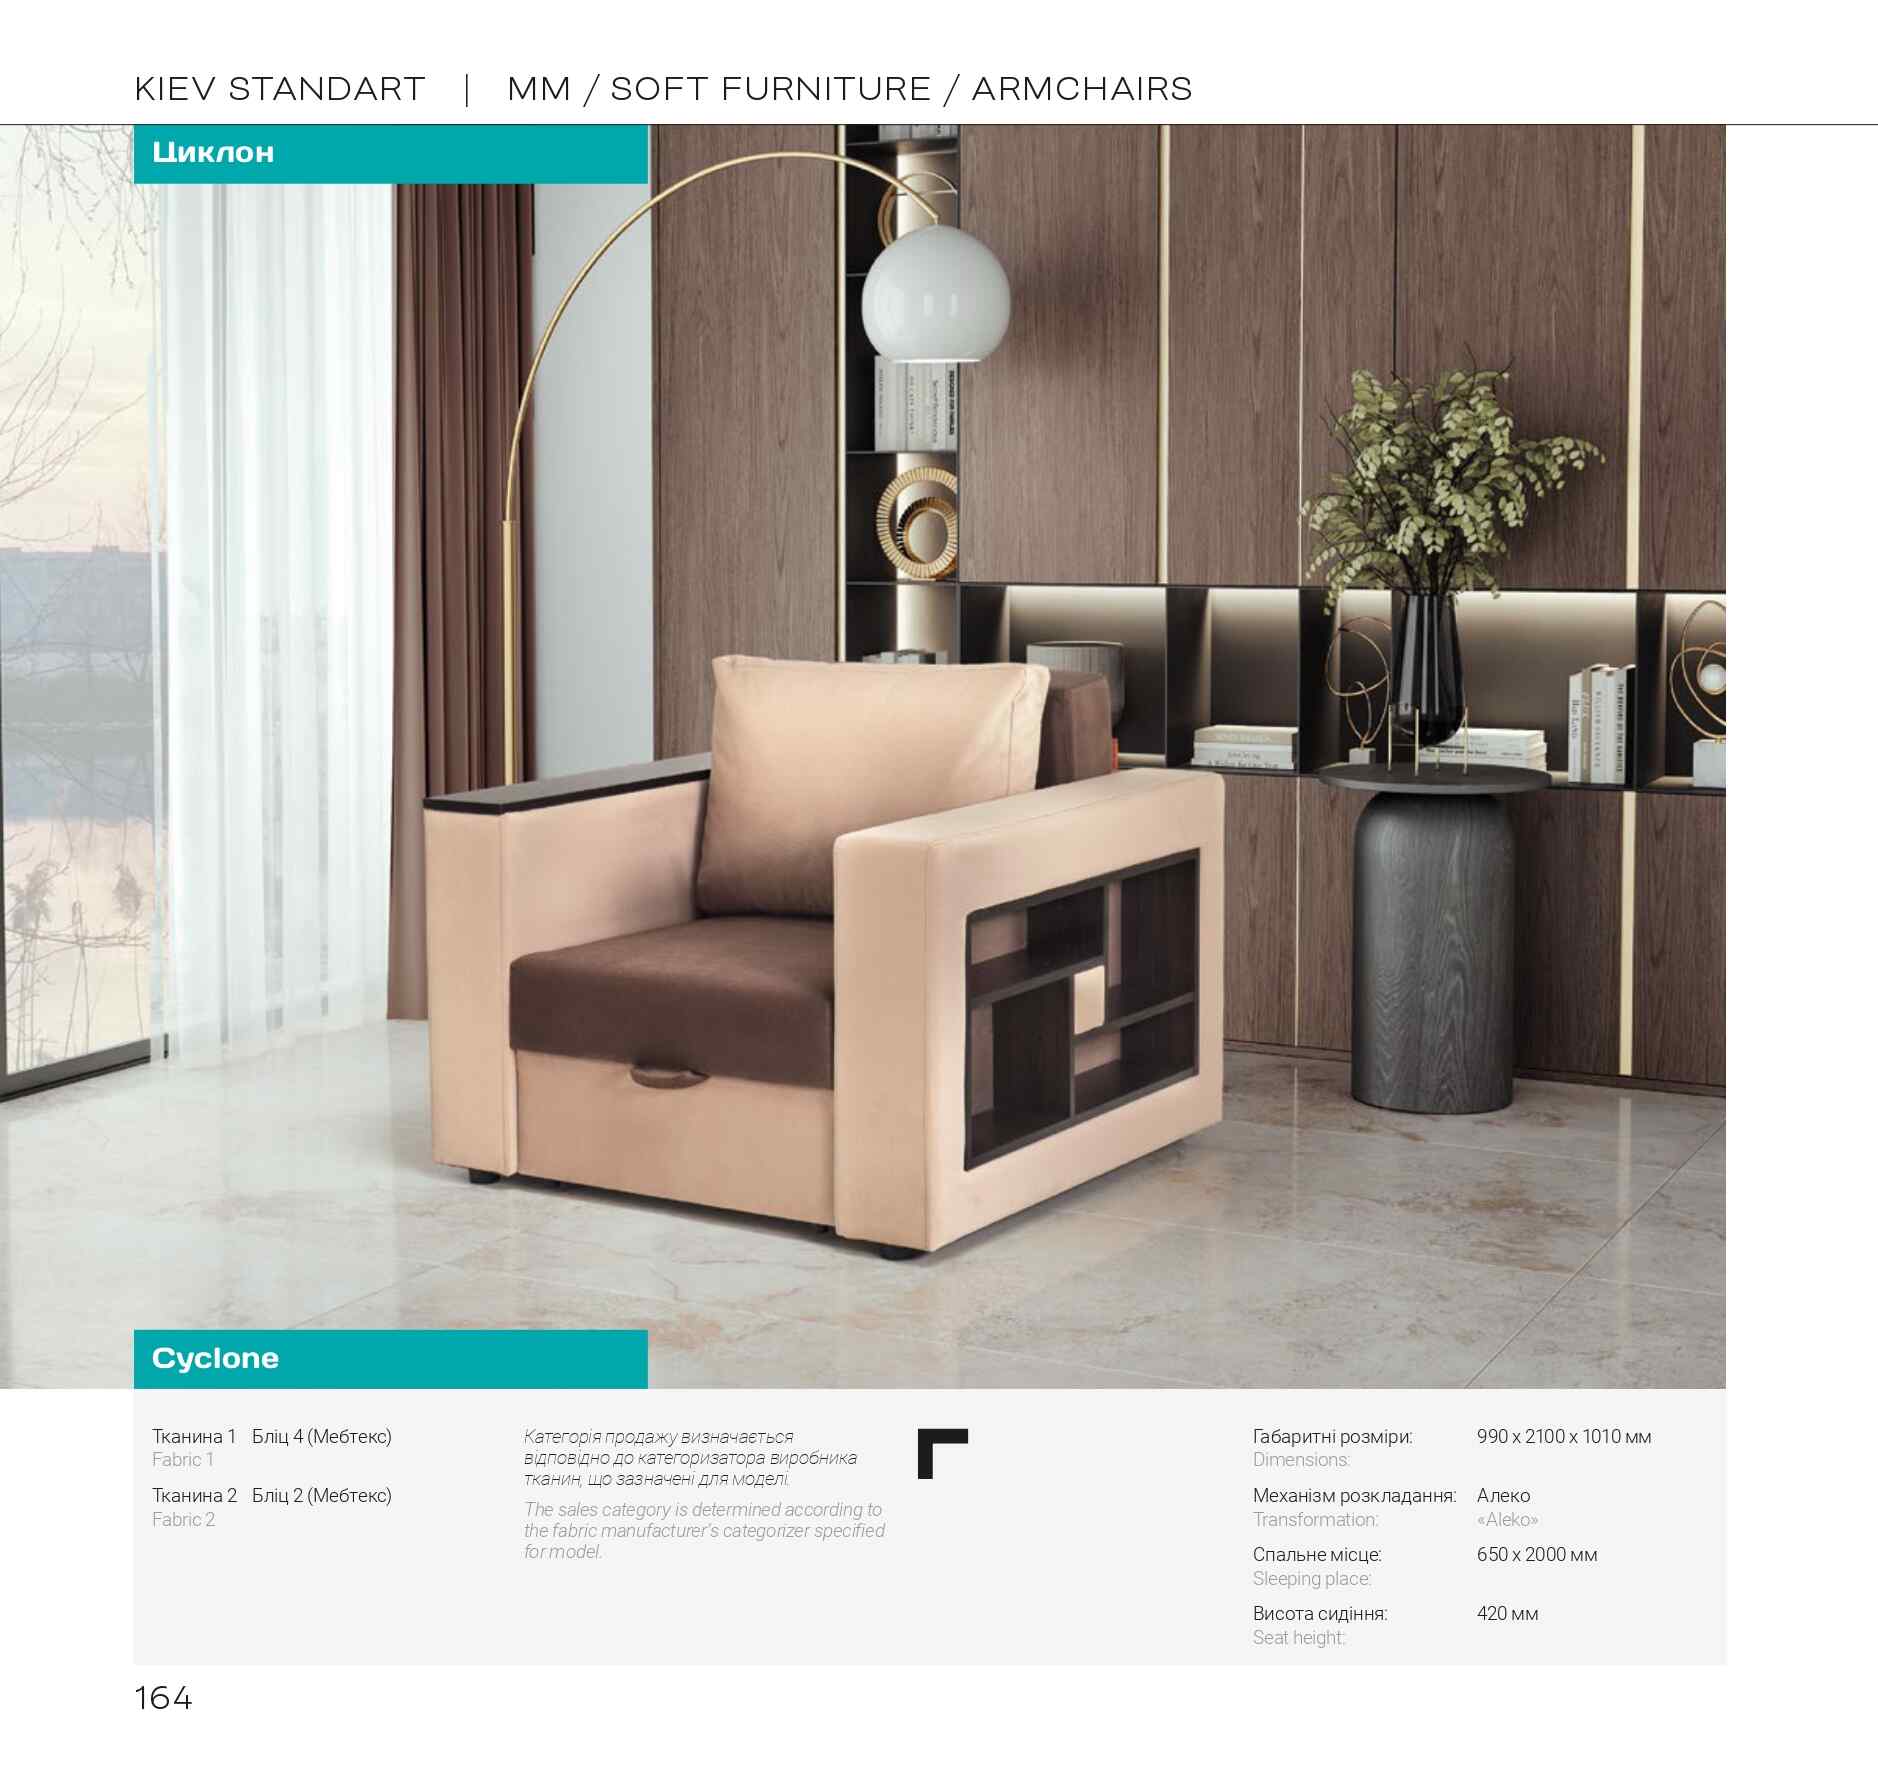 KIEV STANDART | MM / SOFT FURNITURE / ARMCHAIRS
Циклон
Cyclone
Тканина 1 Бліц 4 (Мебтекс)
Fabric 1
Тканина 2 Бліц 2 (Мебтекс)
Fabric 2
Категорія продажу визначається
відповідно до категоризатора виробника
тканин, що зазначені для моделі.
The sales category is determined according to
the fabric manufacturer's categorizer specified
for model.
Габаритні розміри: 990 x 2100 x 1010 мм
Dimensions:
Механізм розкладання: Алеко
Transformation: «Aleko»
Спальне місце: 650 x 2000 мм
Sleeping place:
Висота сидіння: 420 мм
Seat height:
164